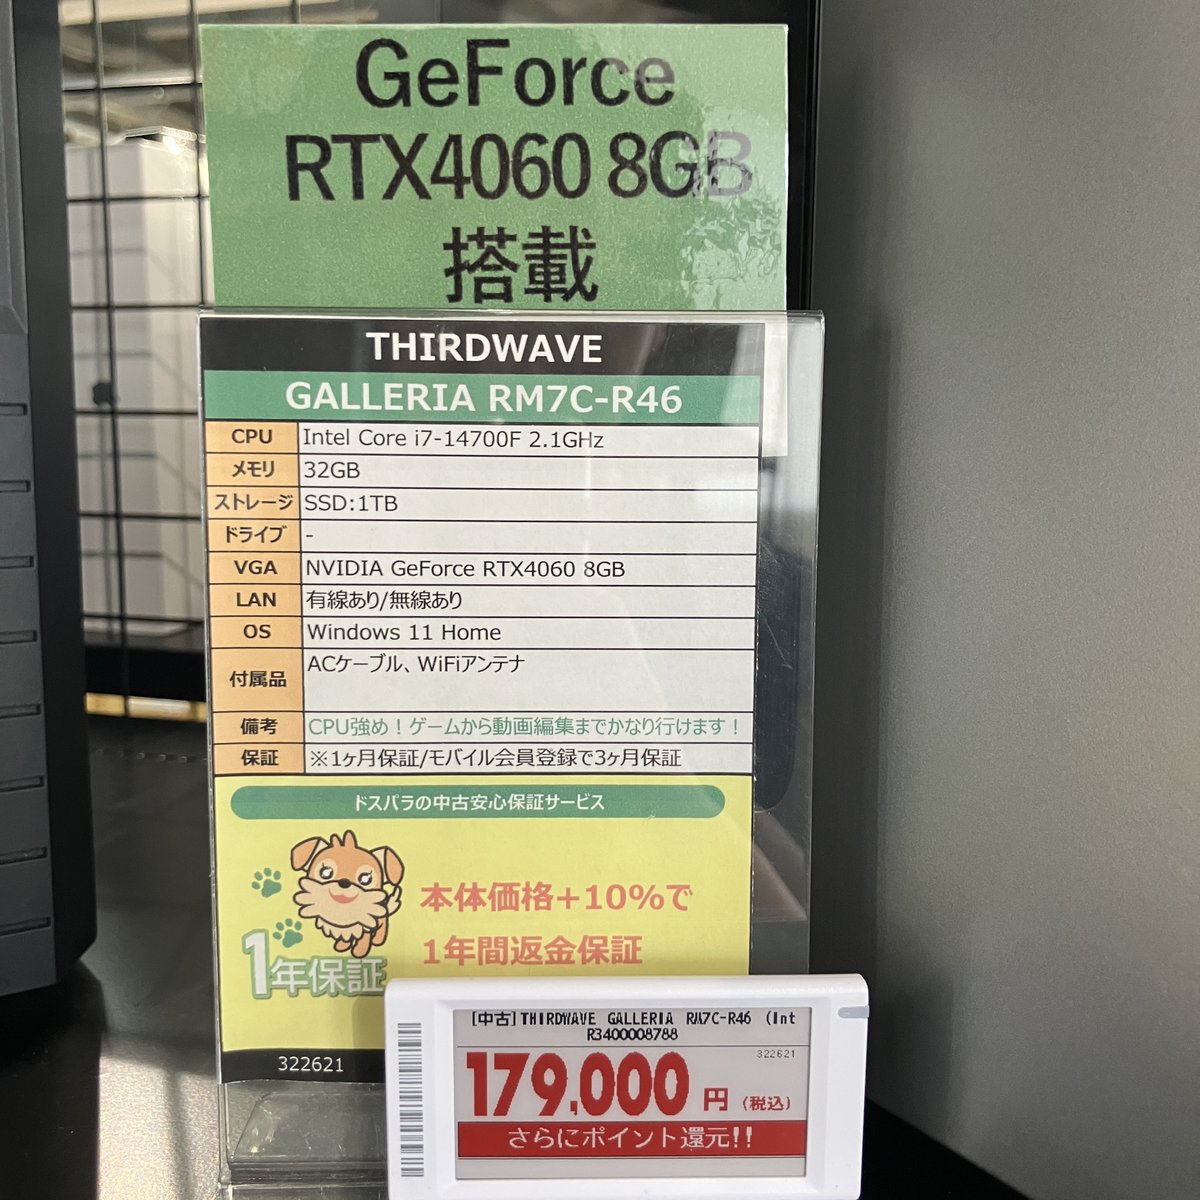 GeForce
RTX4060 8GB
搭載
THIRDWAVE
GALLERIA RM7C-R46
CPU Intel Core i7-14700F 2.1GHz
メモリ 32GB
ストレージ SSD:1TB
ドライブ -
VGA NVIDIA GeForce RTX4060 8GB
LAN 有線あり/無線あり
OS Windows 11 Home
付属品 ACケーブル、WiFiアンテナ
備考 CPU強め！ゲームから動画編集までかなり行けます！
保証 ※1ヶ月保証/モバイル会員登録で3ヶ月保証
ドスパラの中古安心保証サービス
本体価格+10%で
1年間返金保証
1年保証
322621
[中古]THIRDWAVE GALLERIA RM7C-R46 (Int
R3400008788
322621
179,000円(税込)
さらにポイント還元!!